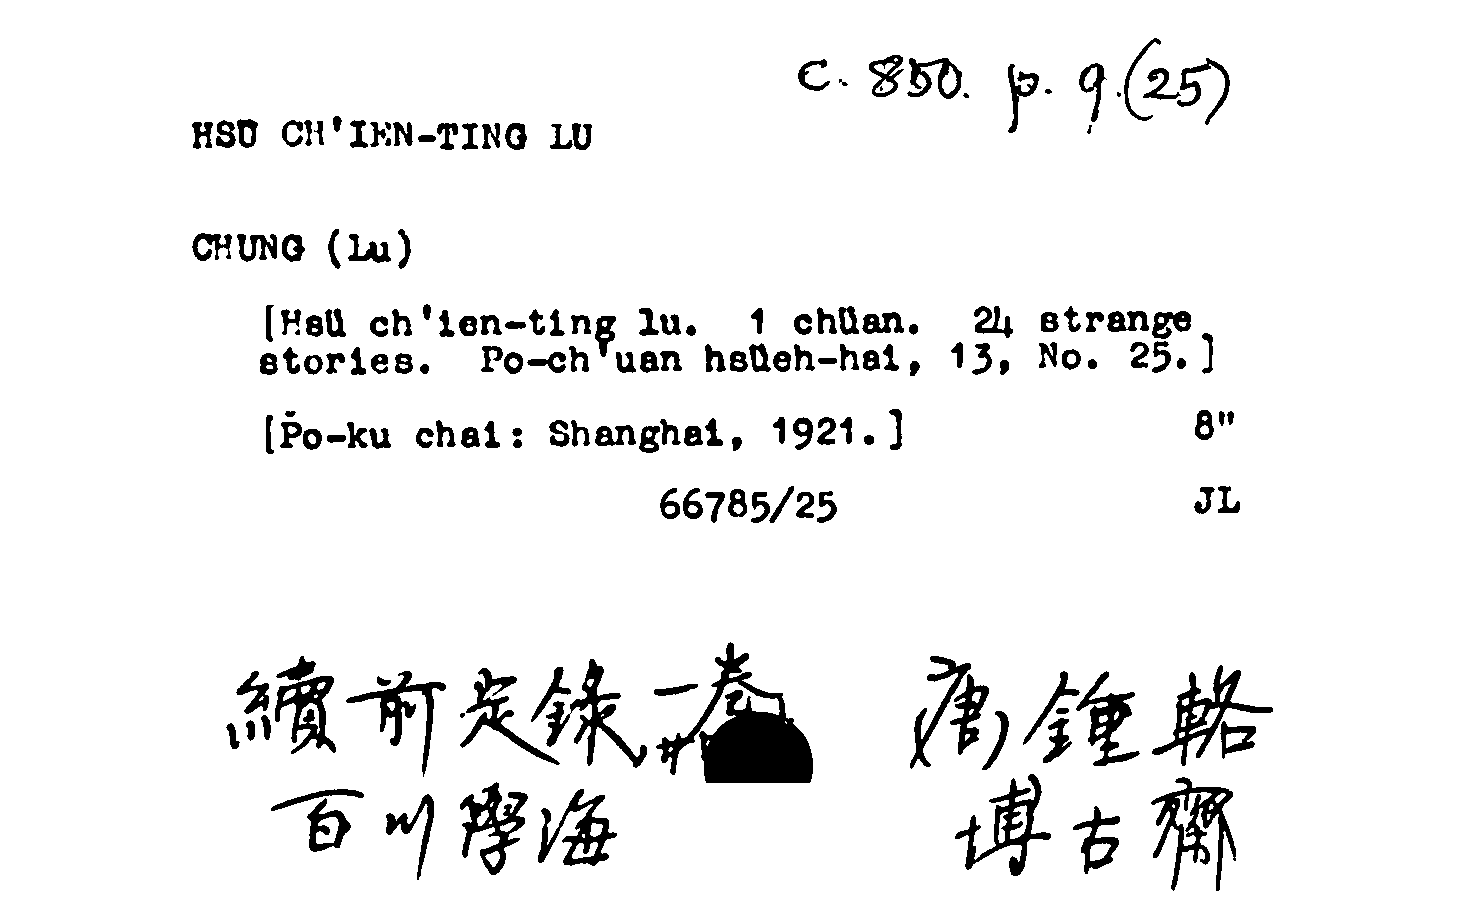 C. 850. p. 9.(25)
HSÜ CH'IEN-TING LU
CHUNG (Lu)
[Hsü ch'ien-ting lu. 1 chüan. 24 strange
stories. Po-ch'uan hsüeh-hai, 13, No. 25.]
[Po-ku chai: Shanghai, 1921.] 8"
66785/25 JL
續前定錄一卷 (唐)鍾輅
百川學海 博古齋